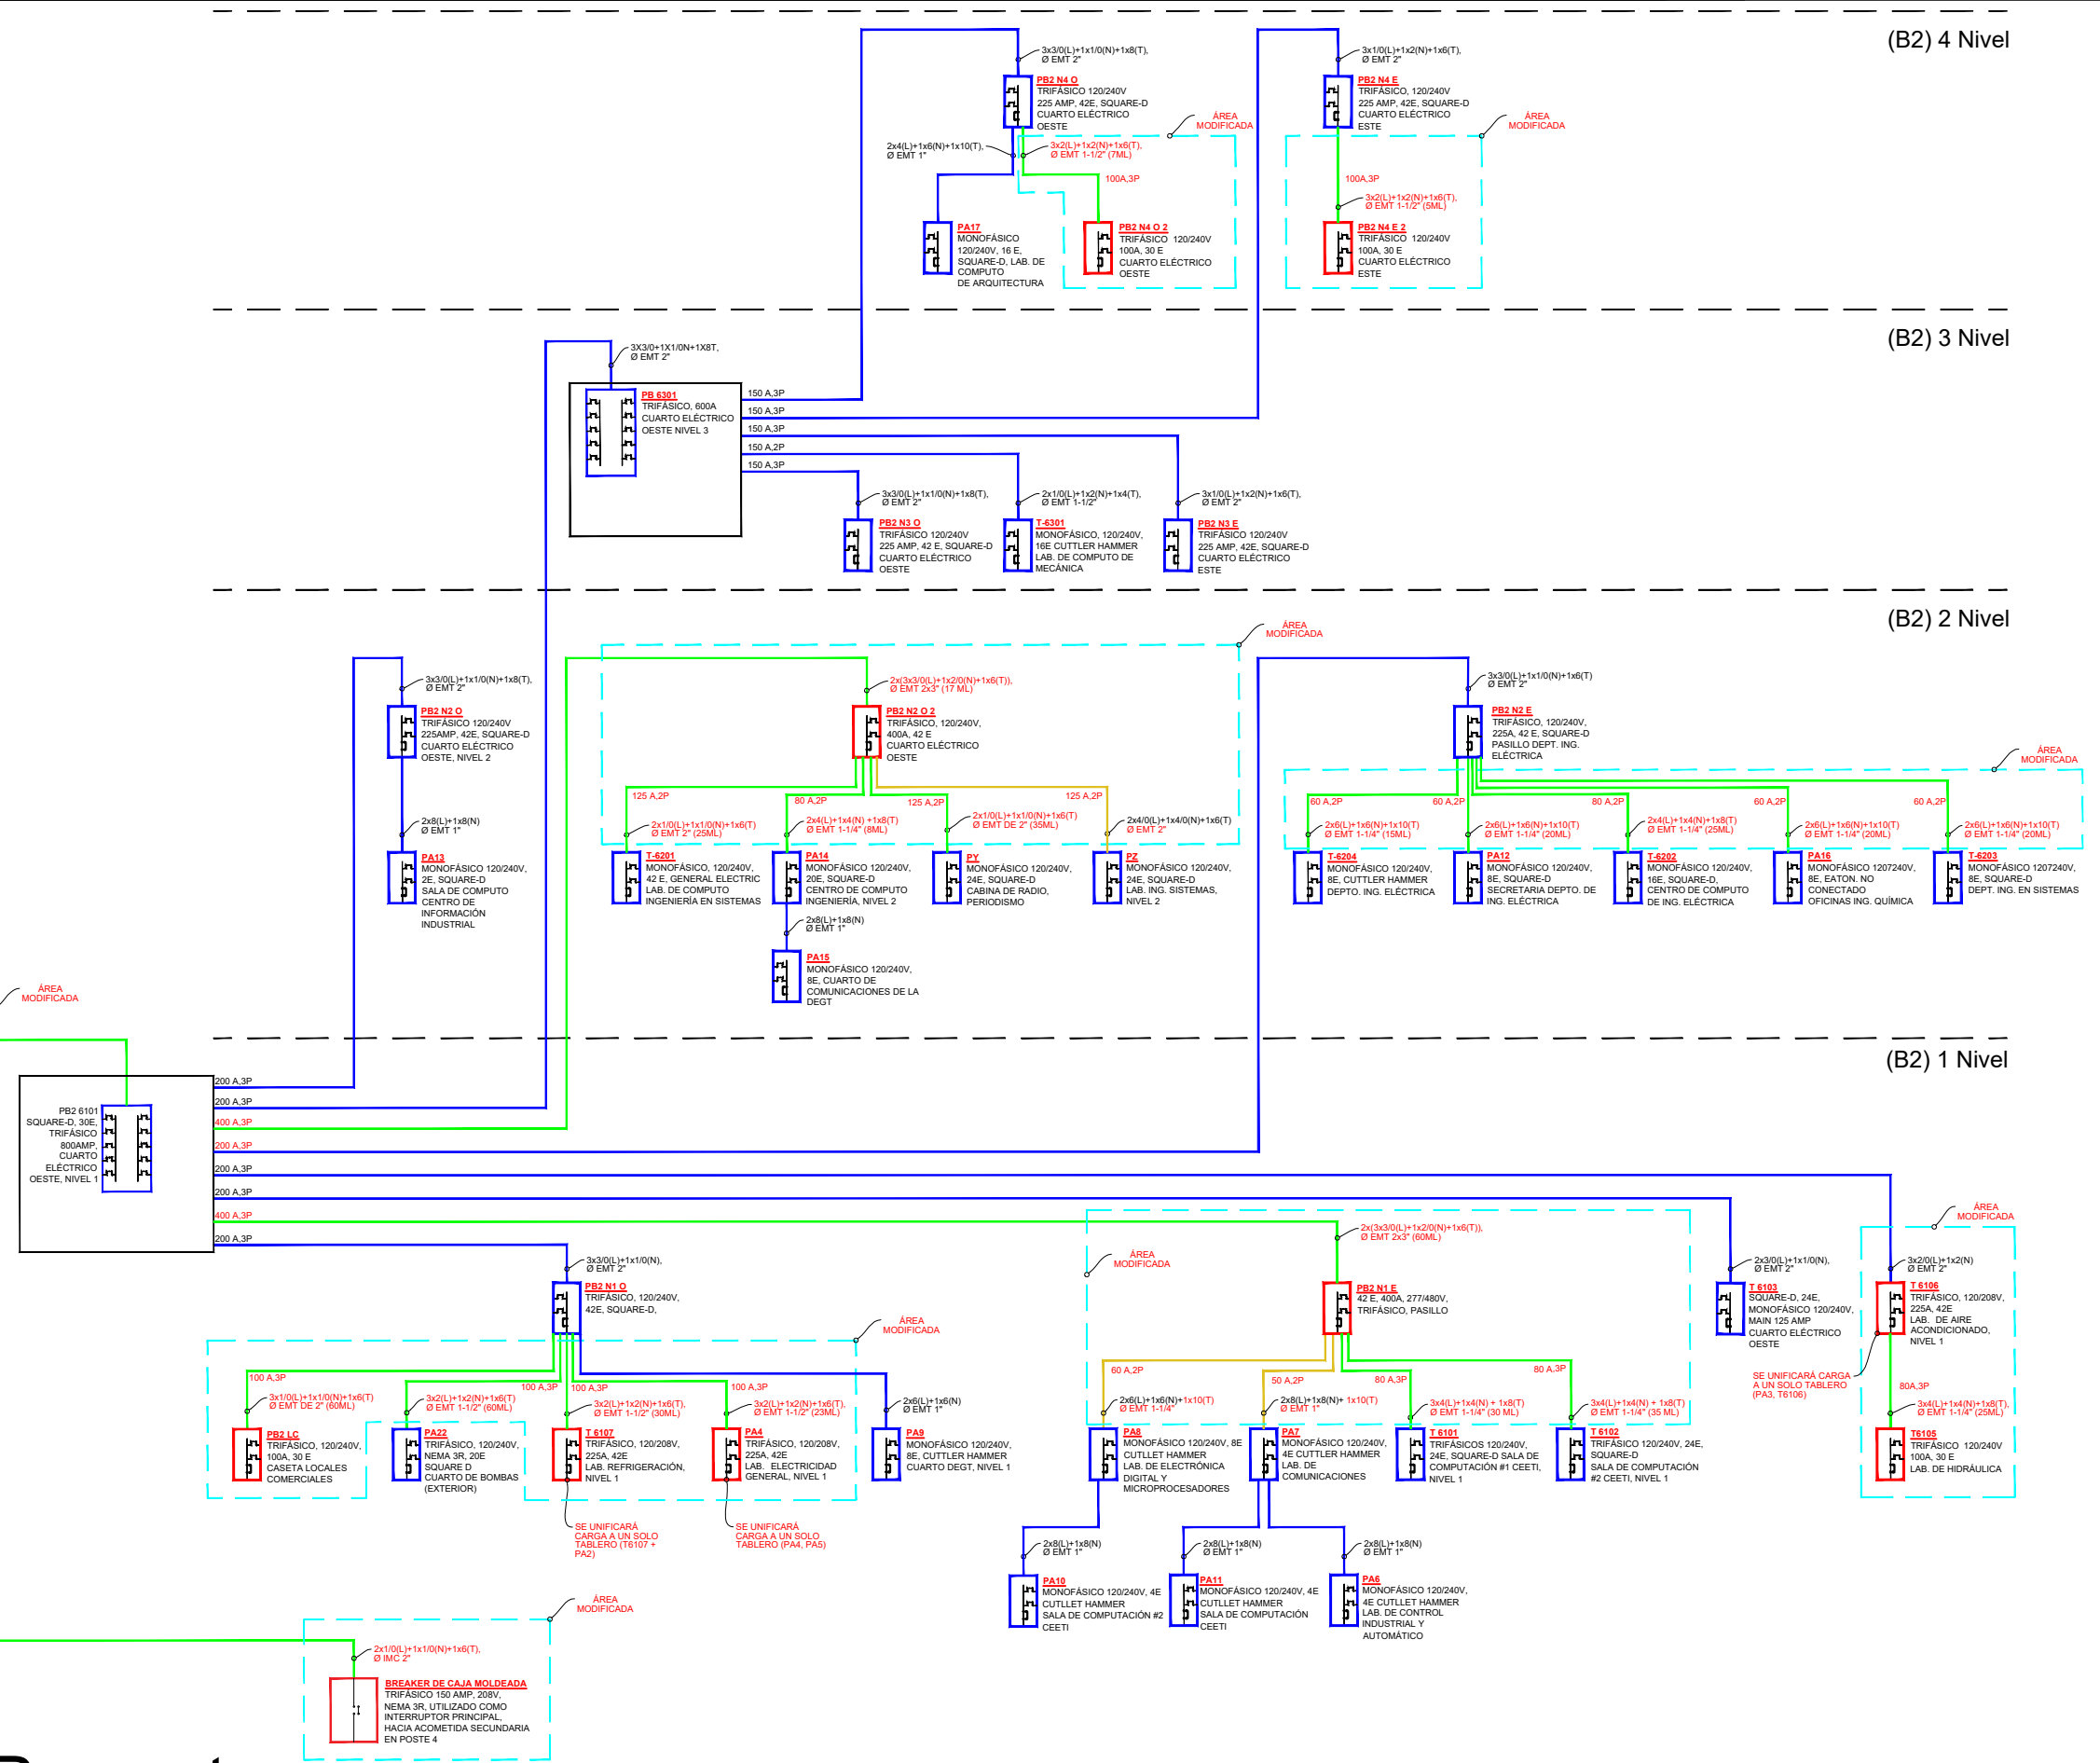 (B2) 4 Nivel
3x3/0(L)+1x1/0(N)+1x8(T),
Ø EMT 2"
PB2 N4 O
TRIFÁSICO 120/240V
225 AMP, 42E, SQUARE-D
CUARTO ELÉCTRICO
OESTE
3x1/0(L)+1x2(N)+1x6(T),
Ø EMT 2"
PB2 N4 E
TRIFÁSICO, 120/240V
225 AMP, 42E, SQUARE-D
CUARTO ELÉCTRICO
ESTE
ÁREA
MODIFICADA
ÁREA
MODIFICADA
2x4(L)+1x6(N)+1x10(T),
Ø EMT 1"
3x2(L)+1x2(N)+1x6(T),
Ø EMT 1-1/2" (7ML)
100A,3P
100A,3P
3x2(L)+1x2(N)+1x6(T),
Ø EMT 1-1/2" (5ML)
PA17
MONOFÁSICO
120/240V, 16 E,
SQUARE-D, LAB. DE
COMPUTO
DE ARQUITECTURA
PB2 N4 O 2
TRIFÁSICO 120/240V
100A, 30 E
CUARTO ELÉCTRICO
OESTE
PB2 N4 E 2
TRIFÁSICO 120/240V
100A, 30 E
CUARTO ELÉCTRICO
ESTE
(B2) 3 Nivel
3X3/0+1X1/0N+1X8T,
Ø EMT 2"
PB 6301
TRIFÁSICO, 600A
CUARTO ELÉCTRICO
OESTE NIVEL 3
150 A,3P
150 A,3P
150 A,3P
150 A,2P
150 A,3P
3x3/0(L)+1x1/0(N)+1x8(T),
Ø EMT 2"
2x1/0(L)+1x2(N)+1x4(T),
Ø EMT 1-1/2"
3x1/0(L)+1x2(N)+1x6(T),
Ø EMT 2"
PB2 N3 O
TRIFÁSICO 120/240V
225 AMP, 42 E, SQUARE-D
CUARTO ELÉCTRICO
OESTE
T-6301
MONOFÁSICO, 120/240V,
16E CUTTLER HAMMER
LAB. DE COMPUTO DE
MECÁNICA
PB2 N3 E
TRIFÁSICO 120/240V
225 AMP, 42E, SQUARE-D
CUARTO ELÉCTRICO
ESTE
(B2) 2 Nivel
ÁREA
MODIFICADA
3x3/0(L)+1x1/0(N)+1x8(T),
Ø EMT 2"
PB2 N2 O
TRIFÁSICO 120/240V
225AMP, 42E, SQUARE-D
CUARTO ELÉCTRICO
OESTE, NIVEL 2
2x(3x3/0(L)+1x2/0(N)+1x6(T)),
Ø EMT 2x3" (17 ML)
PB2 N2 O 2
TRIFÁSICO, 120/240V,
400A, 42 E
CUARTO ELÉCTRICO
OESTE
3x3/0(L)+1x1/0(N)+1x6(T)
Ø EMT 2"
PB2 N2 E
TRIFÁSICO, 120/240V,
225A, 42 E, SQUARE-D
PASILLO DEPT. ING.
ELÉCTRICA
ÁREA
MODIFICADA
125 A,2P
80 A,2P
125 A,2P
125 A,2P
60 A,2P
60 A,2P
80 A,2P
60 A,2P
60 A,2P
2x8(L)+1x8(N)
Ø EMT 1"
2x1/0(L)+1x1/0(N)+1x6(T)
Ø EMT 2" (25ML)
2x4(L)+1x4(N) +1x8(T)
Ø EMT 1-1/4" (8ML)
2x1/0(L)+1x1/0(N)+1x6(T)
Ø EMT DE 2" (35ML)
2x4/0(L)+1x4/0(N)+1x6(T)
Ø EMT 2"
2x6(L)+1x6(N)+1x10(T)
Ø EMT 1-1/4" (15ML)
2x6(L)+1x6(N)+1x10(T)
Ø EMT 1-1/4" (20ML)
2x4(L)+1x4(N)+1x8(T)
Ø EMT 1-1/4" (25ML)
2x6(L)+1x6(N)+1x10(T)
Ø EMT 1-1/4" (20ML)
2x6(L)+1x6(N)+1x10(T)
Ø EMT 1-1/4" (20ML)
PA13
MONOFÁSICO 120/240V,
2E, SQUARE-D
SALA DE COMPUTO
CENTRO DE
INFORMACIÓN
INDUSTRIAL
T-6201
MONOFÁSICO, 120/240V,
42 E, GENERAL ELECTRIC
LAB. DE COMPUTO
INGENIERÍA EN SISTEMAS
PA14
MONOFÁSICO 120/240V,
20E, SQUARE-D
CENTRO DE COMPUTO
INGENIERÍA, NIVEL 2
PY
MONOFÁSICO 120/240V,
24E, SQUARE-D
CABINA DE RADIO,
PERIODISMO
PZ
MONOFÁSICO 120/240V,
24E, SQUARE-D
LAB. ING. SISTEMAS,
NIVEL 2
T-6204
MONOFÁSICO 120/240V,
8E, CUTTLER HAMMER
DEPTO. ING. ELÉCTRICA
PA12
MONOFÁSICO 120/240V,
8E, SQUARE-D
SECRETARIA DEPTO. DE
ING. ELÉCTRICA
T-6202
MONOFÁSICO 120/240V,
16E, SQUARE-D,
CENTRO DE COMPUTO
DE ING. ELÉCTRICA
PA16
MONOFÁSICO 1207240V,
8E, EATON. NO
CONECTADO
OFICINAS ING. QUÍMICA
T-6203
MONOFÁSICO 1207240V,
8E, SQUARE-D
DEPT. ING. EN SISTEMAS
2x8(L)+1x8(N)
Ø EMT 1"
PA15
MONOFÁSICO 120/240V,
8E, CUARTO DE
COMUNICACIONES DE LA
DEGT
ÁREA
MODIFICADA
(B2) 1 Nivel
PB2 6101
SQUARE-D, 30E,
TRIFÁSICO
800AMP,
CUARTO
ELÉCTRICO
OESTE, NIVEL 1
200 A,3P
200 A,3P
400 A,3P
200 A,3P
200 A,3P
200 A,3P
400 A,3P
200 A,3P
3x3/0(L)+1x1/0(N),
Ø EMT 2"
PB2 N1 O
TRIFÁSICO, 120/240V,
42E, SQUARE-D,
ÁREA
MODIFICADA
ÁREA
MODIFICADA
2x(3x3/0(L)+1x2/0(N)+1x6(T)),
Ø EMT 2x3" (60ML)
PB2 N1 E
42 E, 400A, 277/480V,
TRIFÁSICO, PASILLO
2x3/0(L)+1x1/0(N),
Ø EMT 2"
T 6103
SQUARE-D, 24E,
MONOFÁSICO 120/240V,
MAIN 125 AMP
CUARTO ELÉCTRICO
OESTE
ÁREA
MODIFICADA
3x2/0(L)+1x2(N)
Ø EMT 2"
T 6106
TRIFÁSICO, 120/208V,
225A, 42E
LAB. DE AIRE
ACONDICIONADO,
NIVEL 1
SE UNIFICARÁ CARGA
A UN SOLO TABLERO
(PA3, T6106)
80A,3P
3x4(L)+1x4(N)+1x8(T),
Ø EMT 1-1/4" (25ML)
T6105
TRIFÁSICO 120/240V
100A, 30 E
LAB. DE HIDRÁULICA
100 A,3P
100 A,3P
100 A,3P
100 A,3P
3x1/0(L)+1x1/0(N)+1x6(T)
Ø EMT DE 2" (60ML)
3x2(L)+1x2(N)+1x6(T)
Ø EMT 1-1/2" (60ML)
3x2(L)+1x2(N)+1x6(T),
Ø EMT 1-1/2" (30ML)
3x2(L)+1x2(N)+1x6(T),
Ø EMT 1-1/2" (23ML)
2x6(L)+1x6(N)
Ø EMT 1"
PB2 LC
TRIFÁSICO, 120/240V,
100A, 30 E
CASETA LOCALES
COMERCIALES
PA22
TRIFÁSICO, 120/240V,
NEMA 3R, 20E
SQUARE D
CUARTO DE BOMBAS
(EXTERIOR)
T 6107
TRIFÁSICO, 120/208V,
225A, 42E
LAB. REFRIGERACIÓN,
NIVEL 1
PA4
TRIFÁSICO, 120/208V,
225A, 42E
LAB. ELECTRICIDAD
GENERAL, NIVEL 1
PA9
MONOFÁSICO 120/240V,
8E, CUTTLER HAMMER
CUARTO DEGT, NIVEL 1
SE UNIFICARÁ
CARGA A UN SOLO
TABLERO (T6107 +
PA2)
SE UNIFICARÁ
CARGA A UN SOLO
TABLERO (PA4, PA5)
60 A,2P
50 A,2P
80 A,3P
80 A,3P
2x6(L)+1x6(N)+1x10(T)
Ø EMT 1-1/4"
2x8(L)+1x8(N)+ 1x10(T)
Ø EMT 1"
3x4(L)+1x4(N) + 1x8(T)
Ø EMT 1-1/4" (30 ML)
3x4(L)+1x4(N) + 1x8(T)
Ø EMT 1-1/4" (35 ML)
PA8
MONOFÁSICO 120/240V, 8E
CUTLLET HAMMER
LAB. DE ELECTRÓNICA
DIGITAL Y
MICROPROCESADORES
PA7
MONOFÁSICO 120/240V,
4E CUTTLER HAMMER
LAB. DE
COMUNICACIONES
T 6101
TRIFÁSICOS 120/240V,
24E, SQUARE-D SALA DE
COMPUTACIÓN #1 CEETI,
NIVEL 1
T 6102
TRIFÁSICO 120/240V, 24E,
SQUARE-D
SALA DE COMPUTACIÓN
#2 CEETI, NIVEL 1
2x8(L)+1x8(N)
Ø EMT 1"
2x8(L)+1x8(N)
Ø EMT 1"
2x8(L)+1x8(N)
Ø EMT 1"
PA10
MONOFÁSICO 120/240V, 4E
CUTLLET HAMMER
SALA DE COMPUTACIÓN #2
CEETI
PA11
MONOFÁSICO 120/240V, 4E
CUTLLET HAMMER
SALA DE COMPUTACIÓN
CEETI
PA6
MONOFÁSICO 120/240V,
4E CUTLLET HAMMER
LAB. DE CONTROL
INDUSTRIAL Y
AUTOMÁTICO
ÁREA
MODIFICADA
2x1/0(L)+1x1/0(N)+1x6(T),
Ø IMC 2"
BREAKER DE CAJA MOLDEADA
TRIFÁSICO 150 AMP, 208V,
NEMA 3R, UTILIZADO COMO
INTERRUPTOR PRINCIPAL,
HACIA ACOMETIDA SECUNDARIA
EN POSTE 4